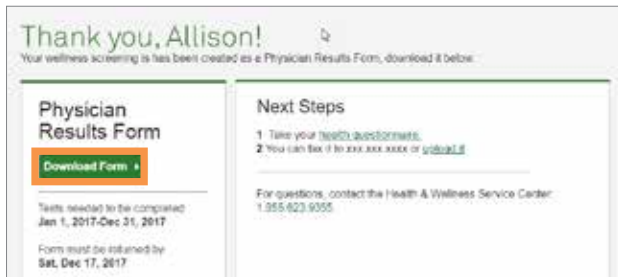 Thank you, Allison!
Your wellness screening is has been created as a Physician Results Form, download it below.
Physician
Results Form
Download Form
Tests needed to be completed
Jan 1, 2017-Dec 31, 2017
Form must be returned by
Sat, Dec 17, 2017
Next Steps
1 Take your health questionnaire.
2 You can fax it to xxx.xxx.xxxx or upload it
For questions, contact the Health & Wellness Service Center:
1.855.623.9355